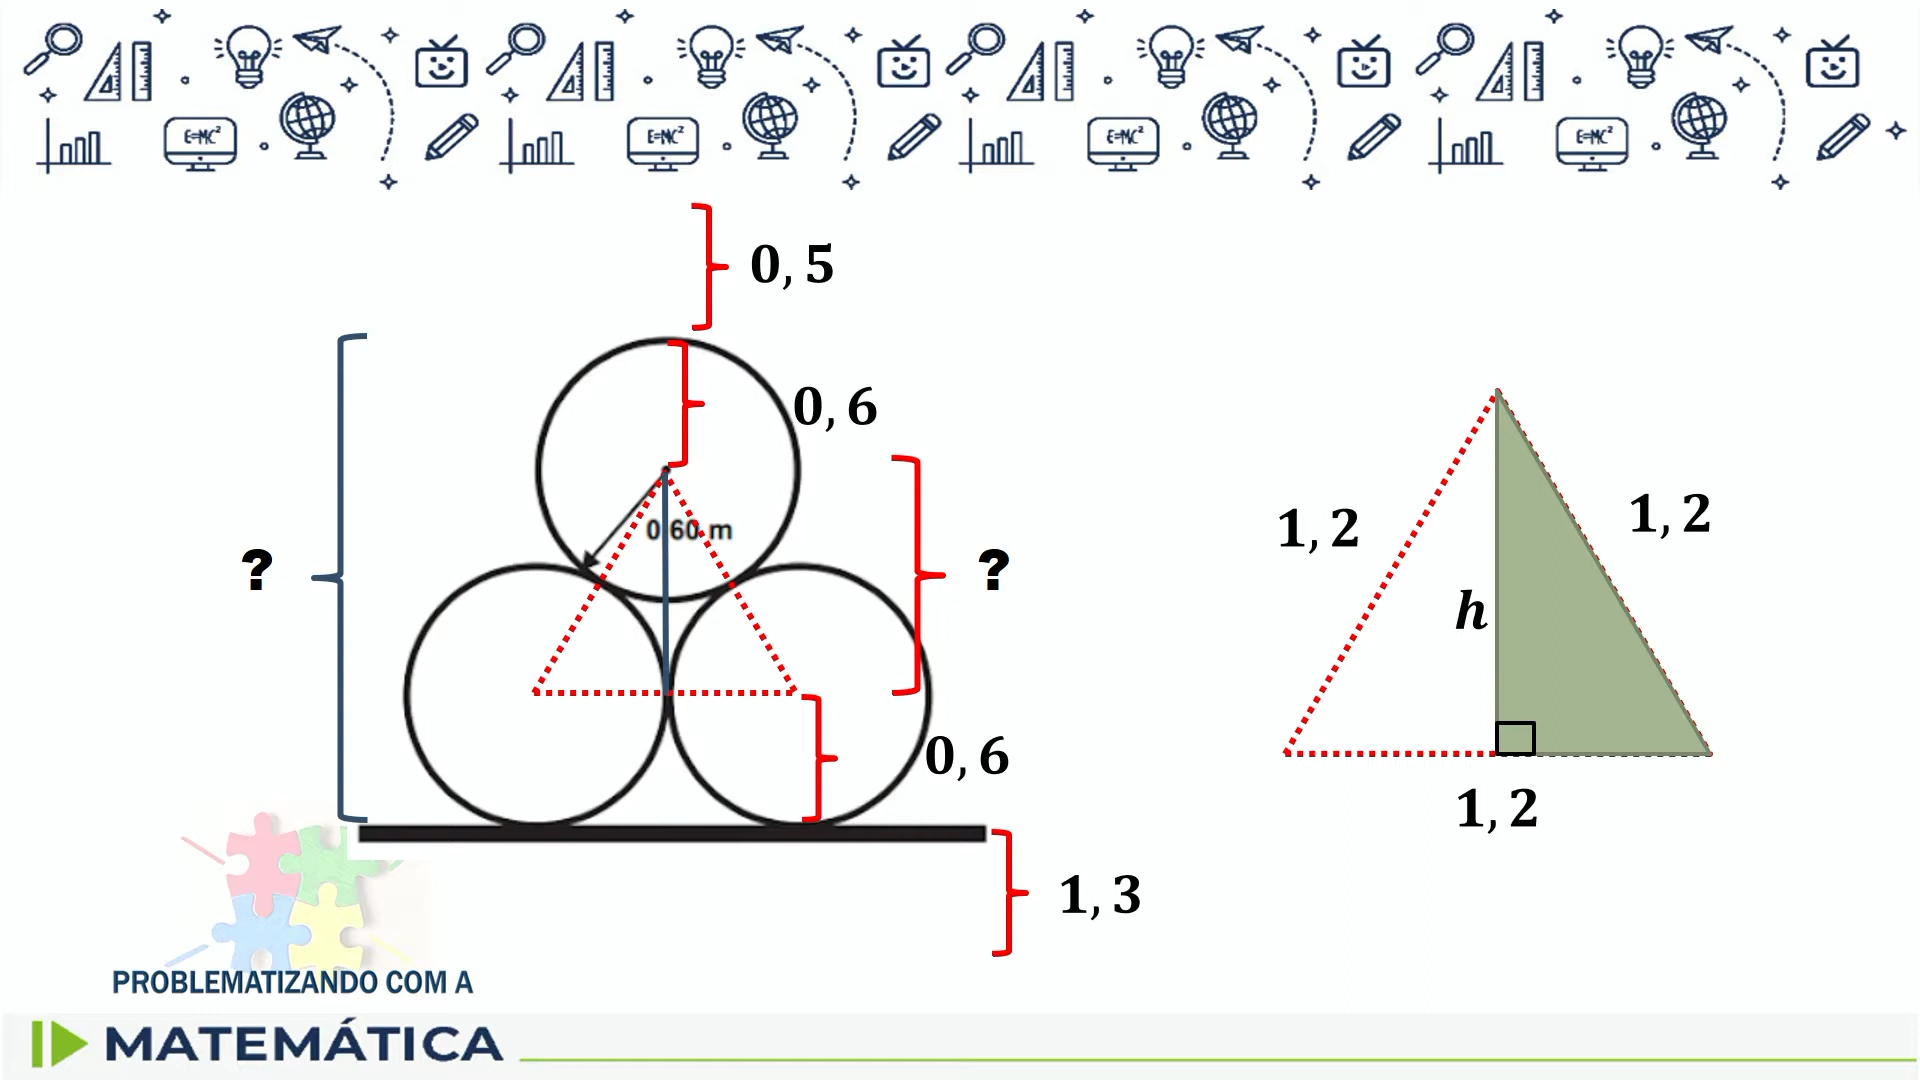 E=MC² E=MC² E=MC² E=MC²
0,5
0,6
0,60 m
?
?
0,6
1,3
1,2
1,2
h
1,2
PROBLEMATIZANDO COM A
MATEMÁTICA